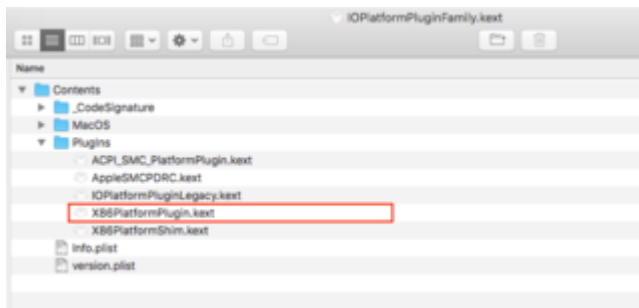 IOPlatformPluginFamily.kext
Name
Contents
_CodeSignature
MacOS
Plugins
ACPI_SMC_PlatformPlugin.kext
AppleSMCPDRC.kext
IOPlatformPluginLegacy.kext
X86PlatformPlugin.kext
X86PlatformShim.kext
Info.plist
version.plist